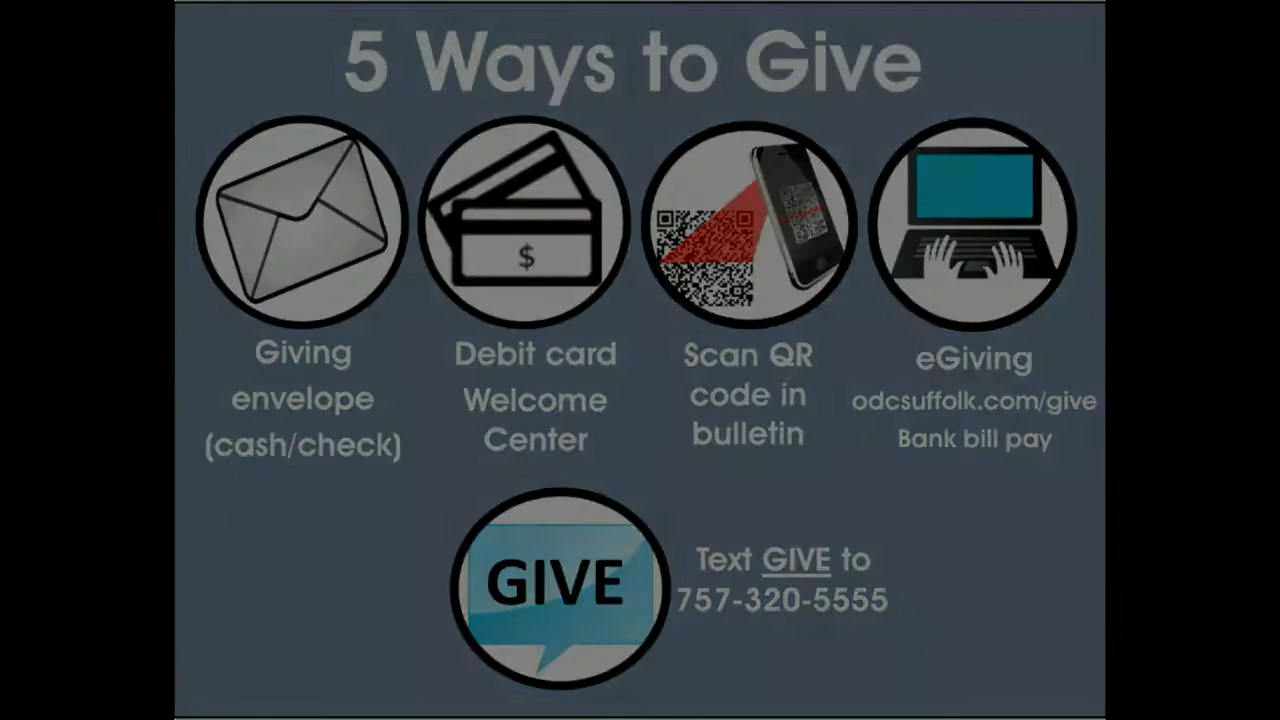 5 Ways to Give
$
Giving
envelope
(cash/check)
Debit card
Welcome
Center
Scan QR
code in
bulletin
eGiving
odcsuffolk.com/give
Bank bill pay
GIVE
Text GIVE to
757-320-5555